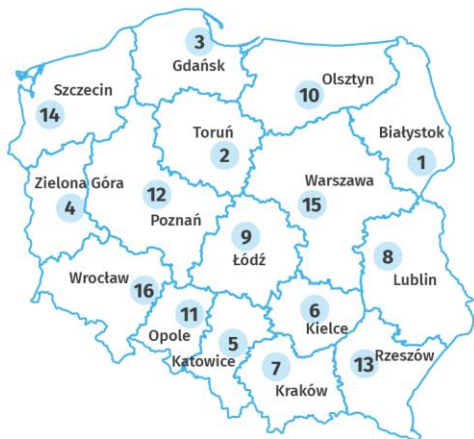 3
Gdańsk
Olsztyn
10
Szczecin
14
Toruń
2
Białystok
1
Zielona Góra
4
12
Poznań
Warszawa
15
9
Łódź
8
Lublin
Wrocław
16
11
Opole
6
Kielce
5
Katowice
7
Kraków
Rzeszów
13